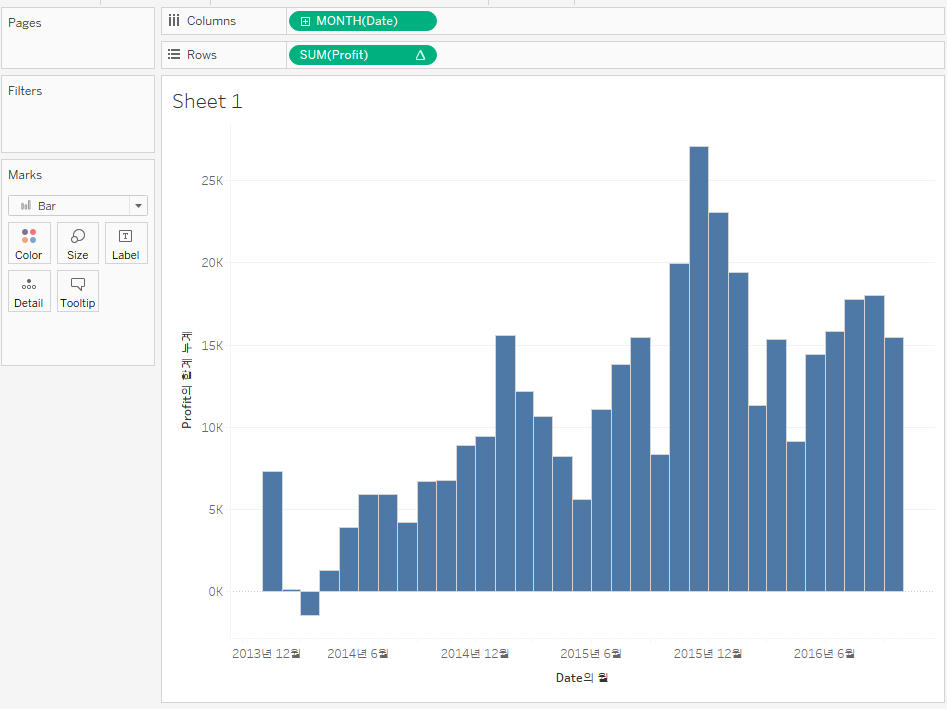 Pages
Columns
MONTH(Date)
Rows
SUM(Profit)
Filters
Marks
Bar
Color
Size
T
Label
Detail
Tooltip
Sheet 1
Profit의 합계 누계
25K
20K
15K
10K
5K
0K
2013년 12월
2014년 6월
2014년 12월
2015년 6월
2015년 12월
2016년 6월
Date의 월